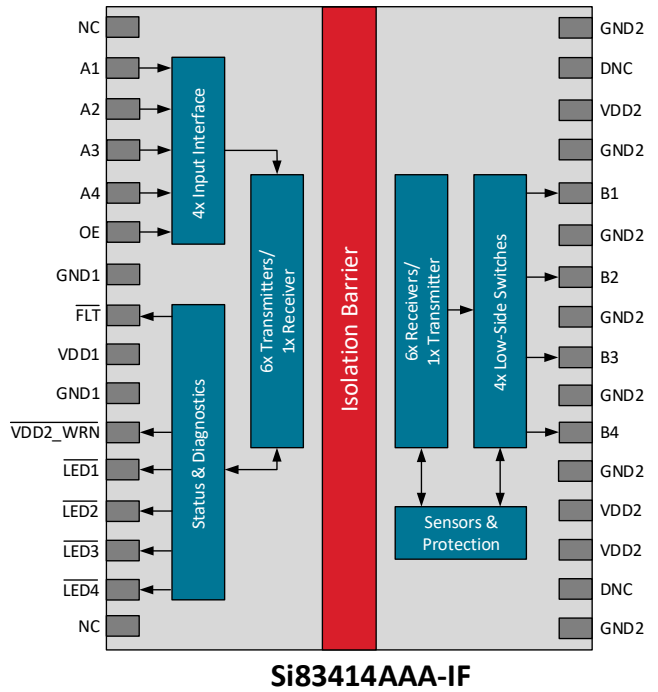 NC
A1
A2
A3
A4
OE
GND1
FLT
VDD1
GND1
VDD2_WRN
LED1
LED2
LED3
LED4
NC
4x Input Interface
Status & Diagnostics
6x Transmitters/
1x Receiver
Isolation Barrier
6x Receivers/
1x Transmitter
4x Low-Side Switches
Sensors &
Protection
GND2
DNC
VDD2
GND2
B1
GND2
B2
GND2
B3
GND2
B4
GND2
VDD2
VDD2
DNC
GND2
Si83414AAA-IF